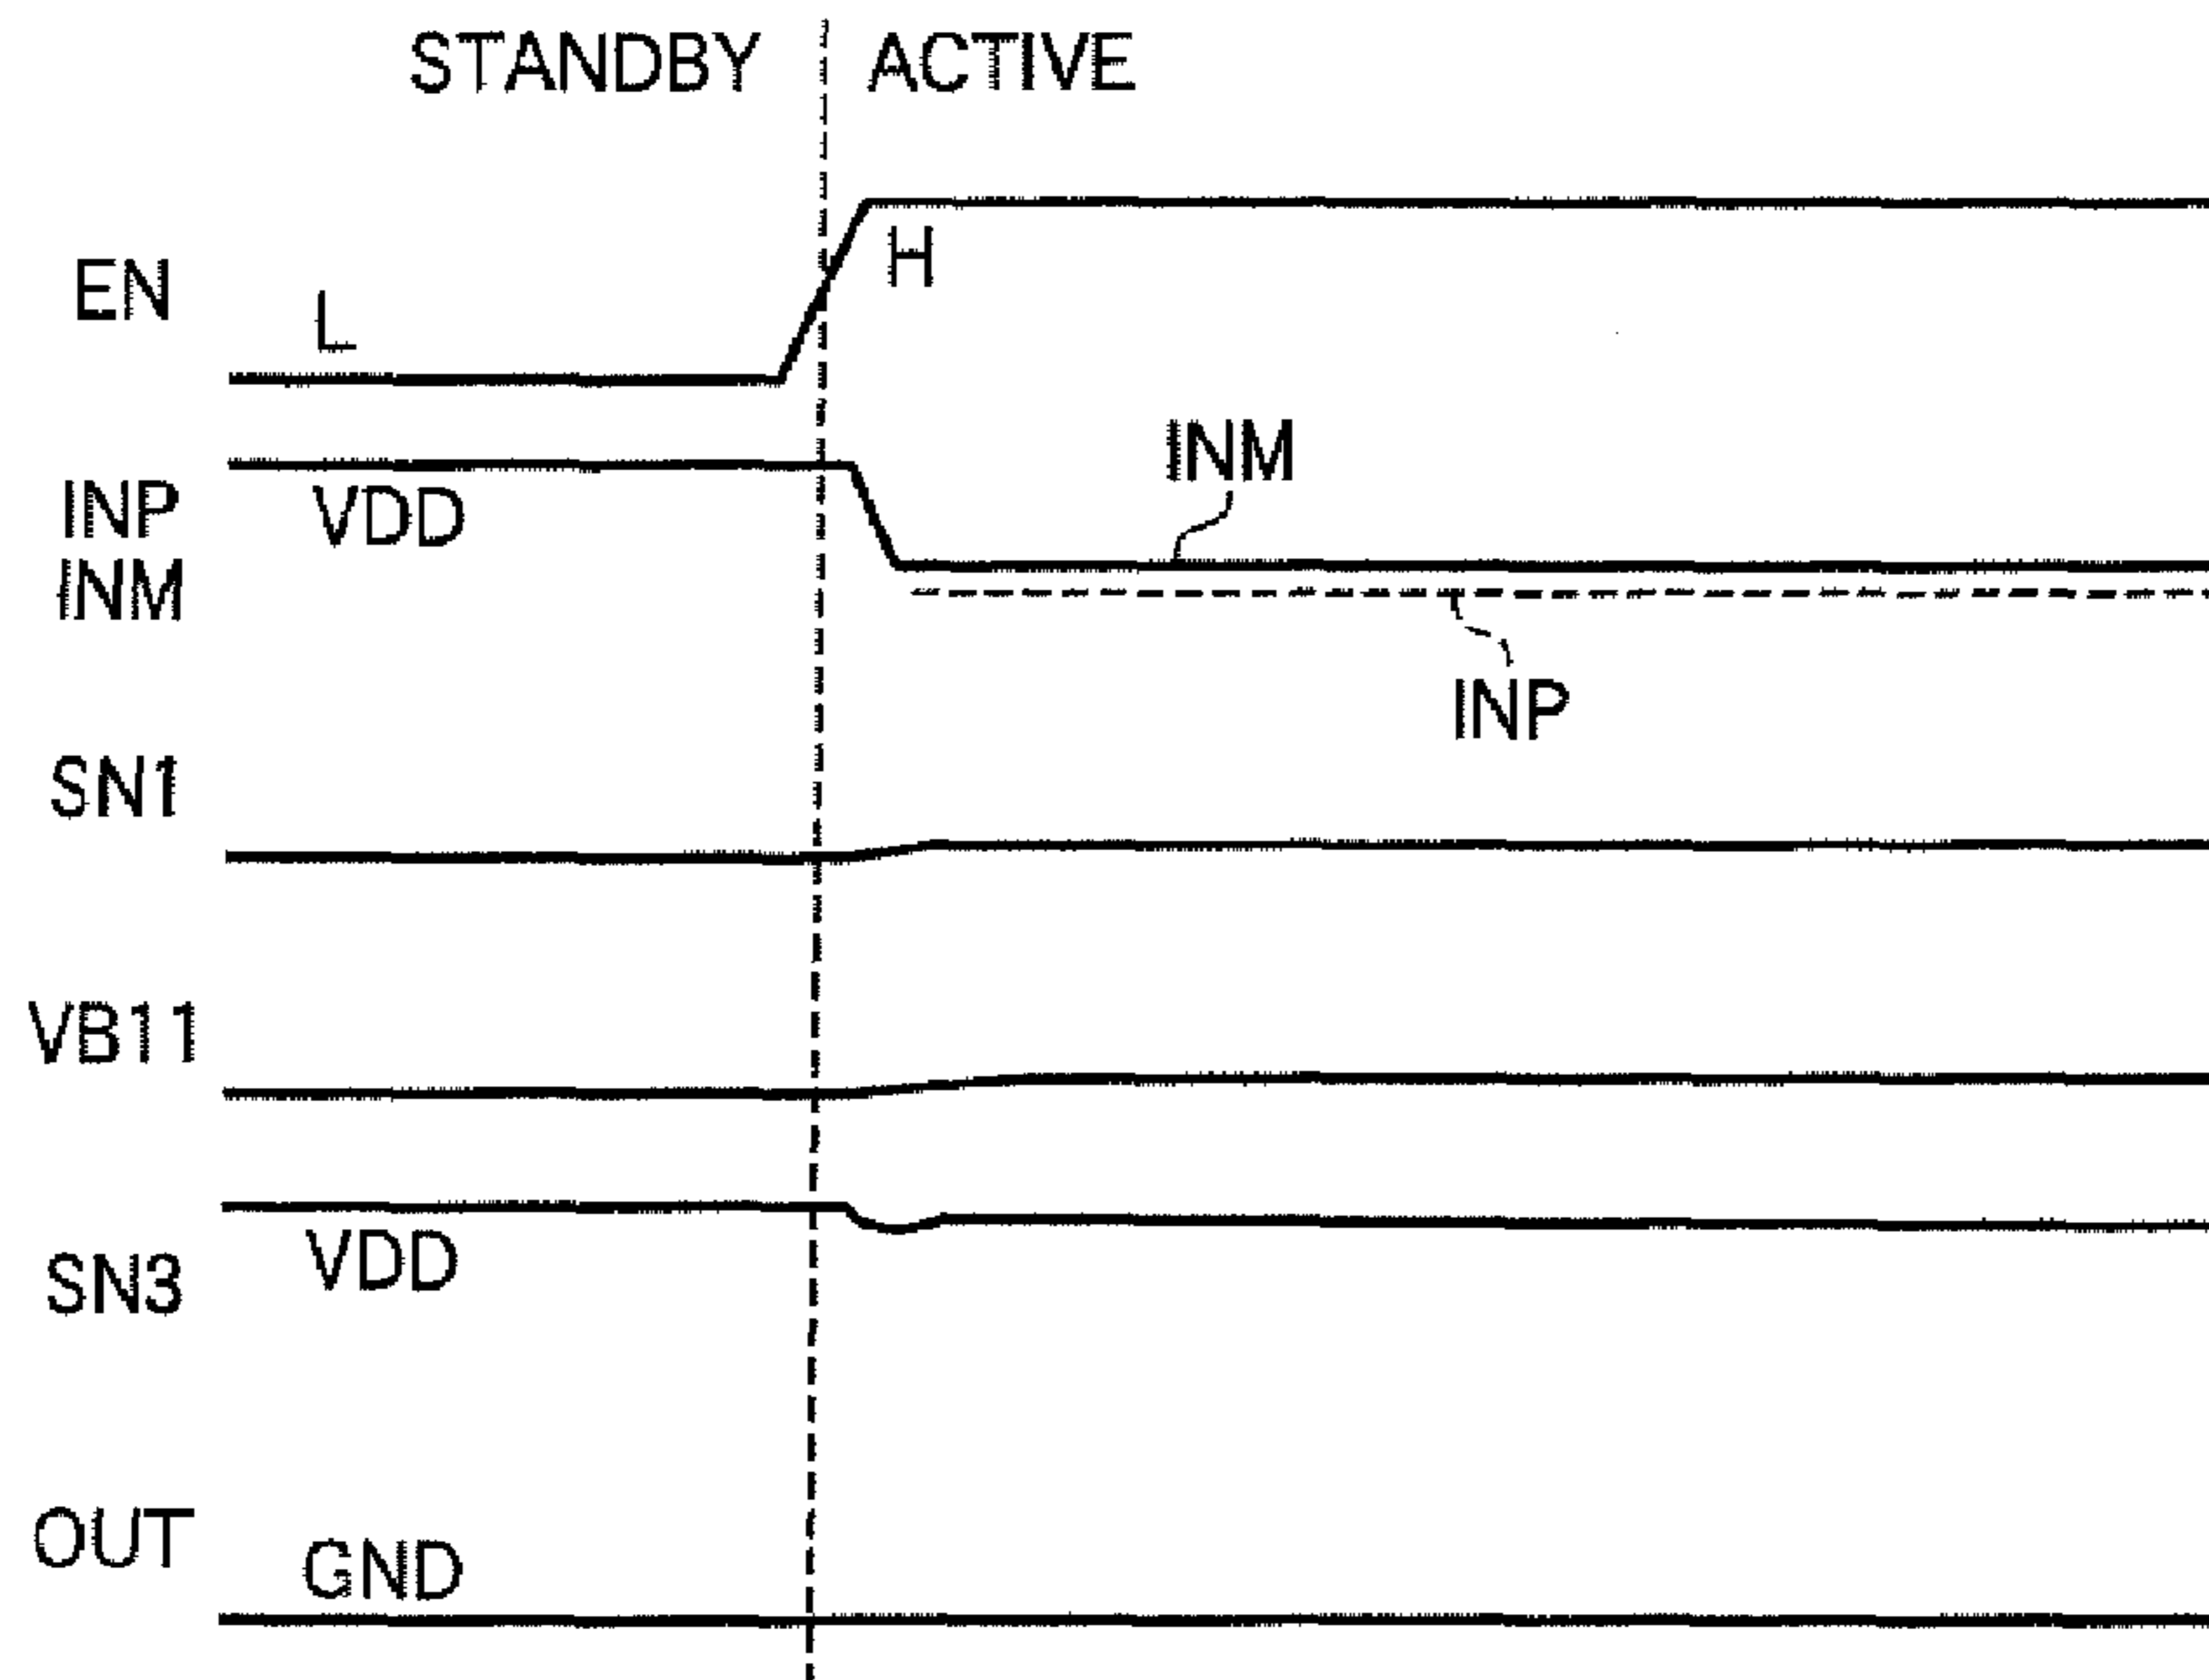 STANDBY ACTIVE
EN L H
INP VDD INM
INM
INP
SN1
VB11
SN3 VDD
OUT GND